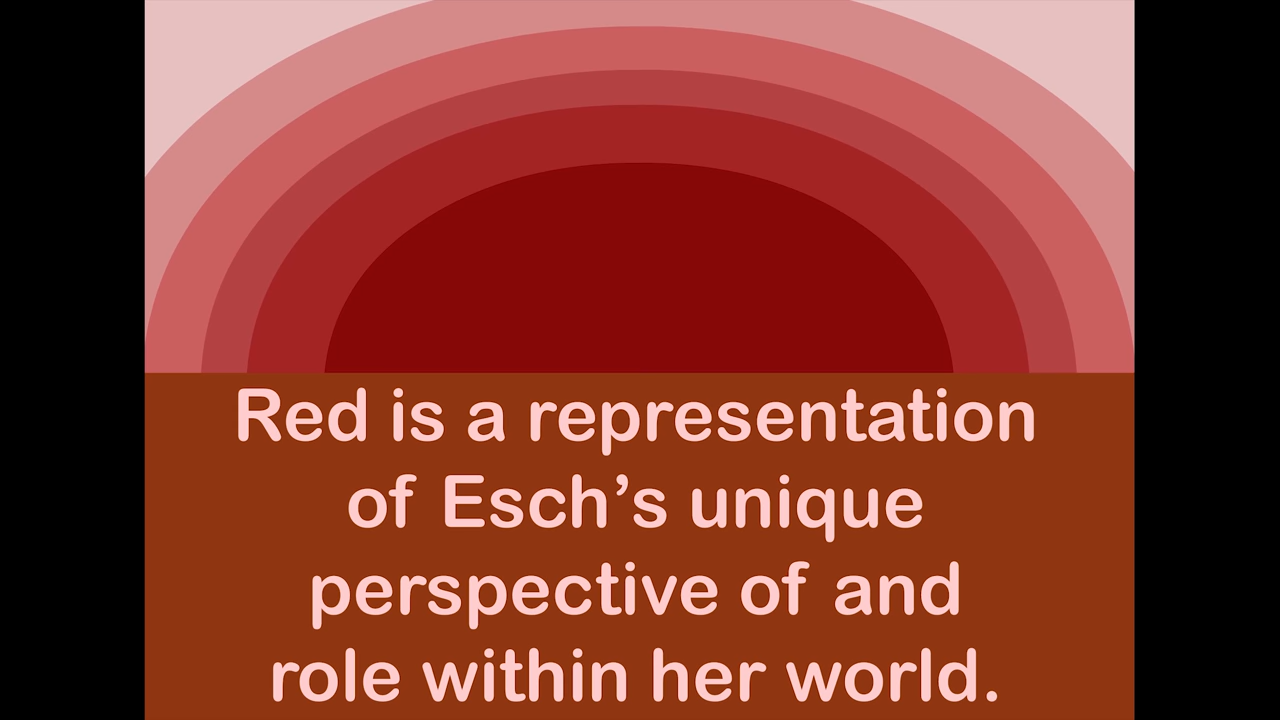 Red is a representation
of Esch’s unique
perspective of and
role within her world.